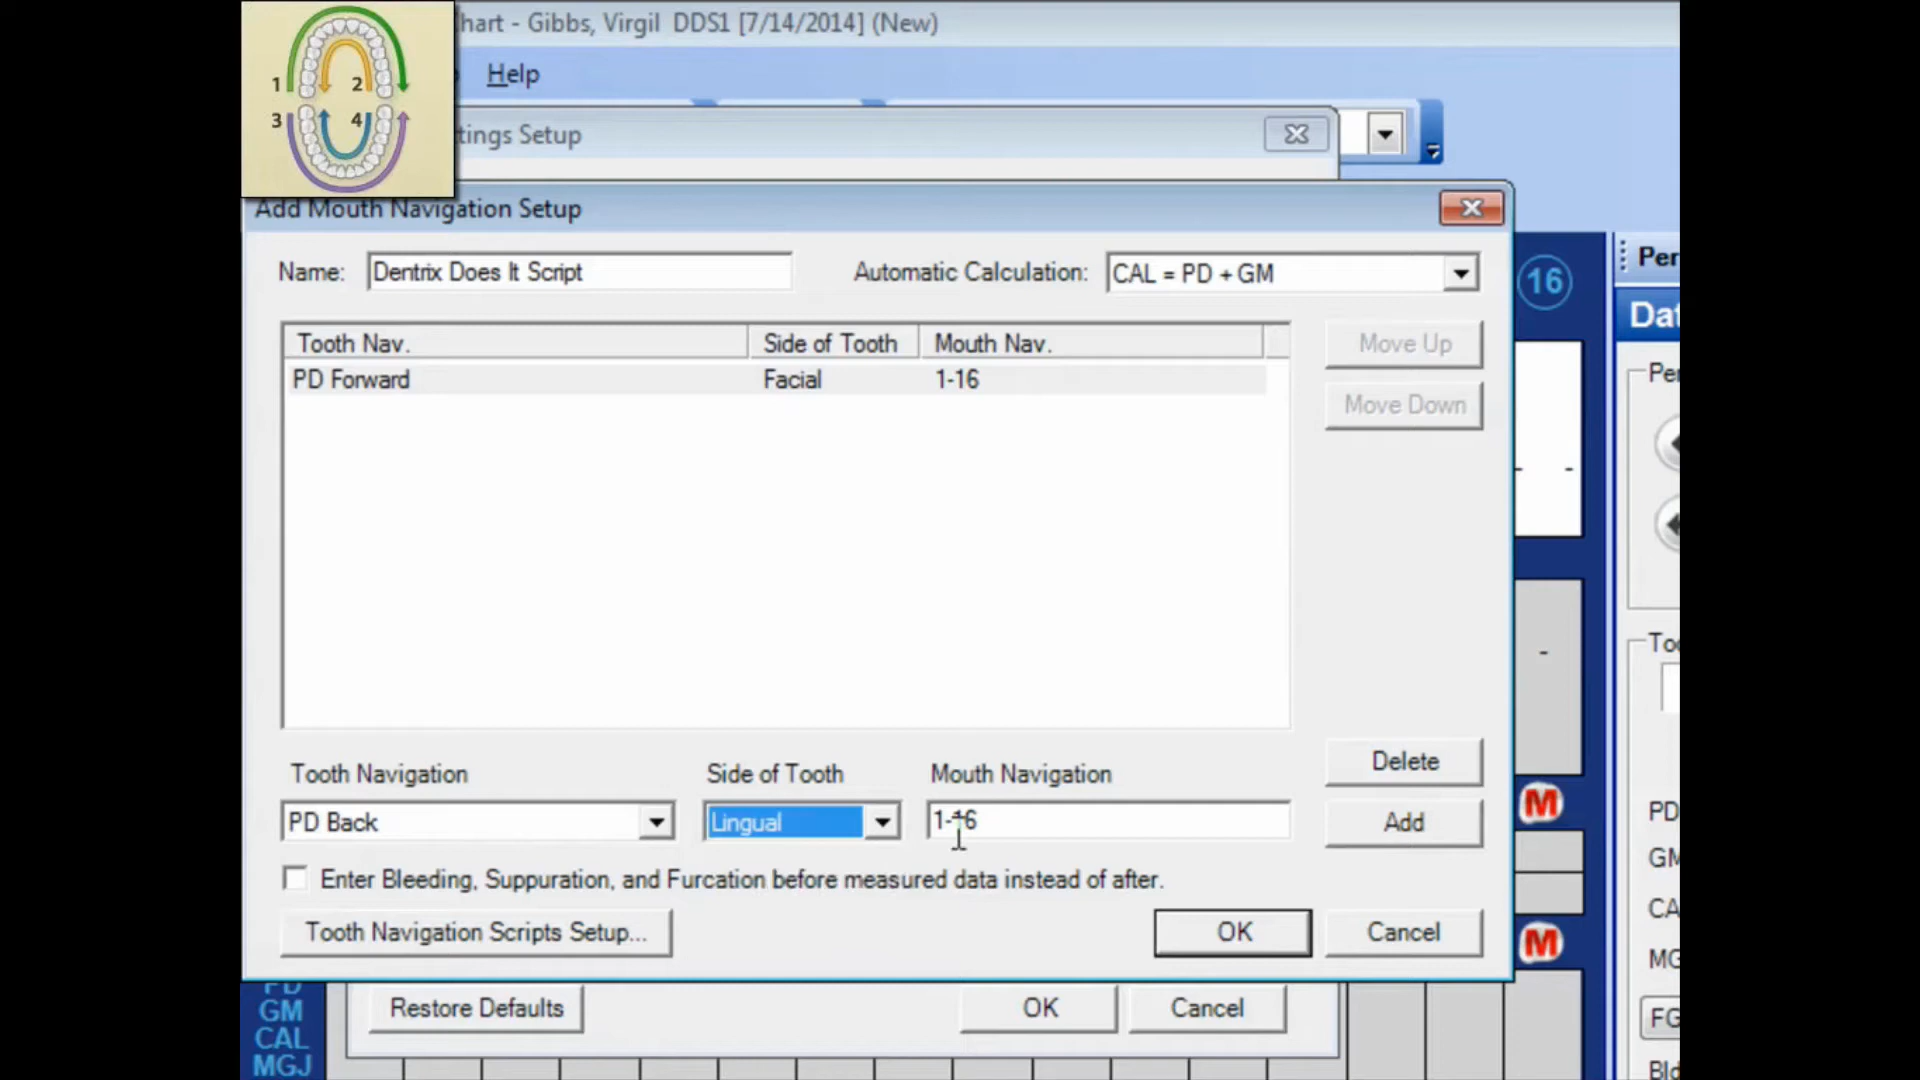 hart - Gibbs, Virgil DDS1 [7/14/2014] (New)
1 2
3 4
Help
tings Setup
Add Mouth Navigation Setup
Name: Dentrix Does It Script Automatic Calculation: CAL = PD + GM
16
Per
Dat
Tooth Nav. Side of Tooth Mouth Nav. Move Up
PD Forward Facial 1-16
Per
Move Down
- -
Too
-
Delete
Tooth Navigation Side of Tooth Mouth Navigation
PD Back Lingual 1-16 Add
M
PD
GM
Enter Bleeding, Suppuration, and Furcation before measured data instead of after.
CA
Tooth Navigation Scripts Setup... OK Cancel
M
MG
PD
GM
CAL
MGJ
Restore Defaults OK Cancel
FG
Bld